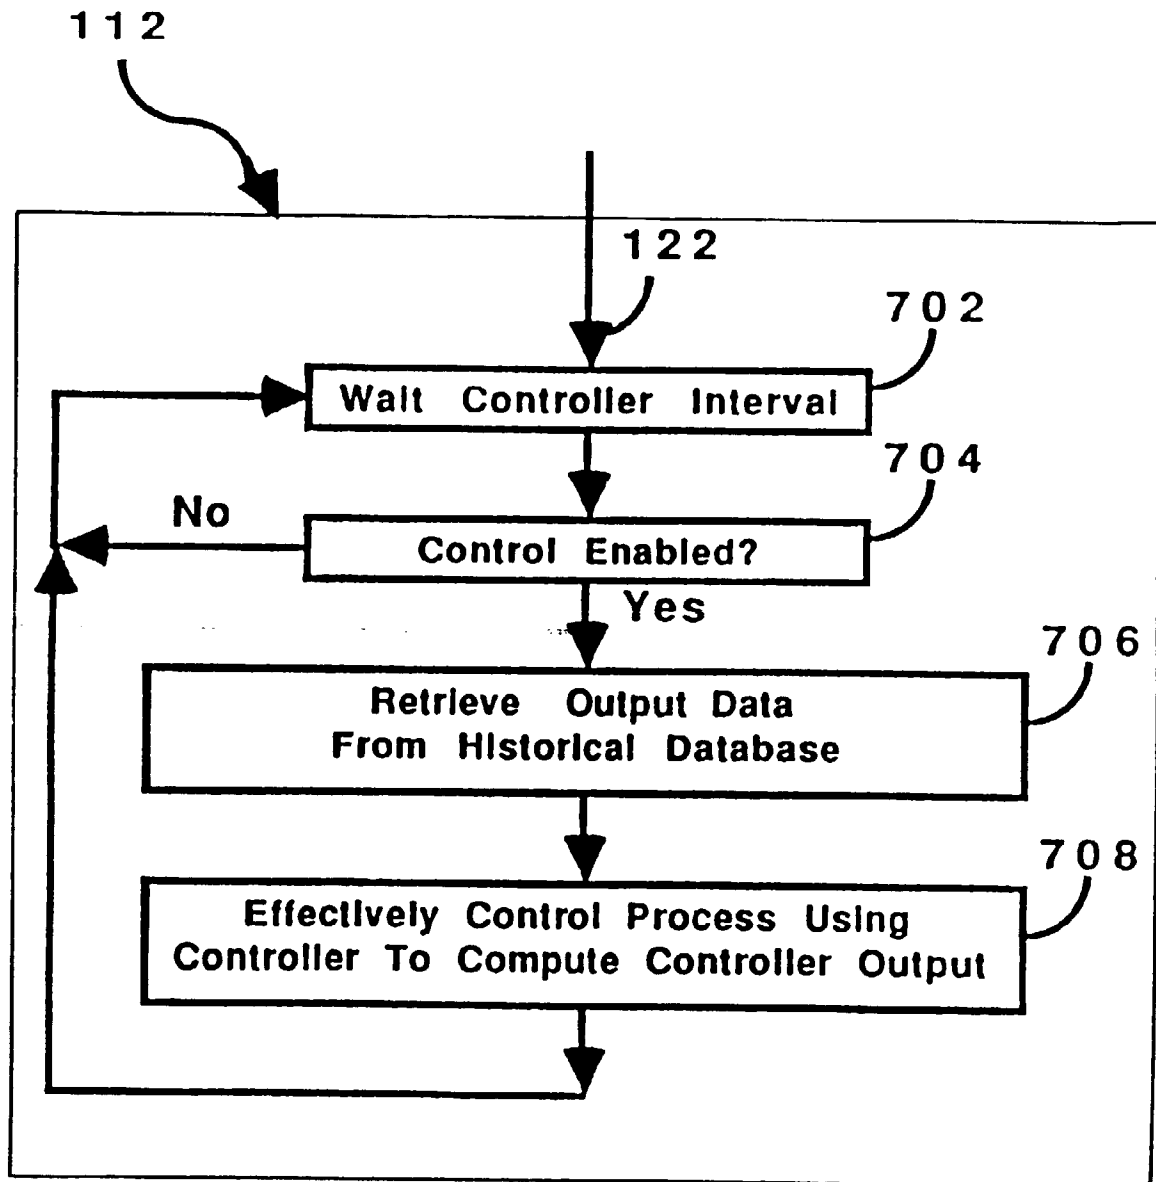 112
122
702
Wait Controller Interval
704
No
Control Enabled?
Yes
706
Retrieve Output Data
From Historical Database
708
Effectively Control Process Using
Controller To Compute Controller Output